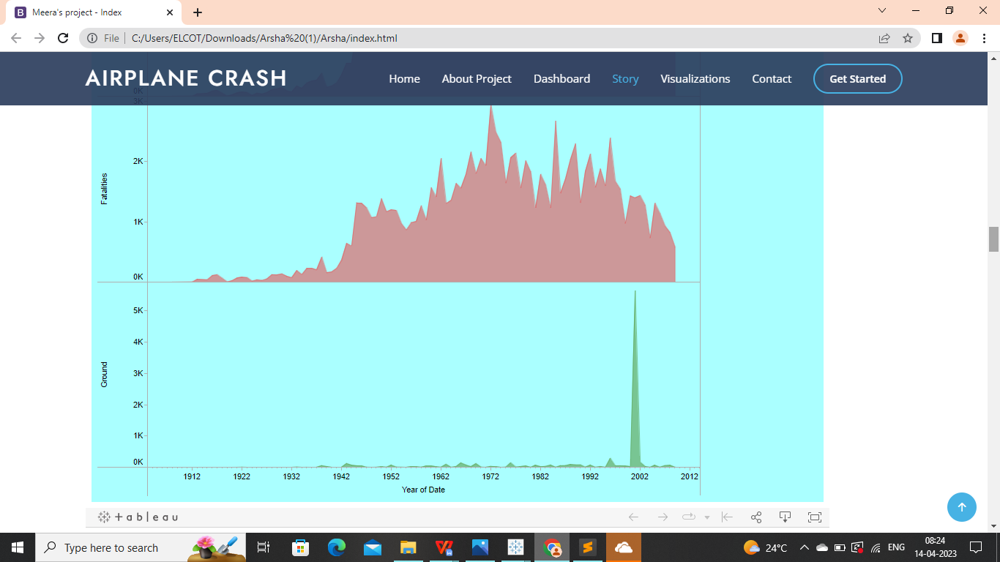 Meera's project - Index
File
C:/Users/ELCOT/Downloads/Arsha%20(1)/Arsha/index.html
AIRPLANE CRASH
Home
About Project
Dashboard
Story
Visualizations
Contact
Get Started
0K
3K
2K
1K
0K
Fatalities
5K
4K
3K
2K
1K
0K
Ground
1912 1922 1932 1942 1952 1962 1972 1982 1992 2002 2012
Year of Date
+ableau
Type here to search
24°C
ENG
08:24
14-04-2023